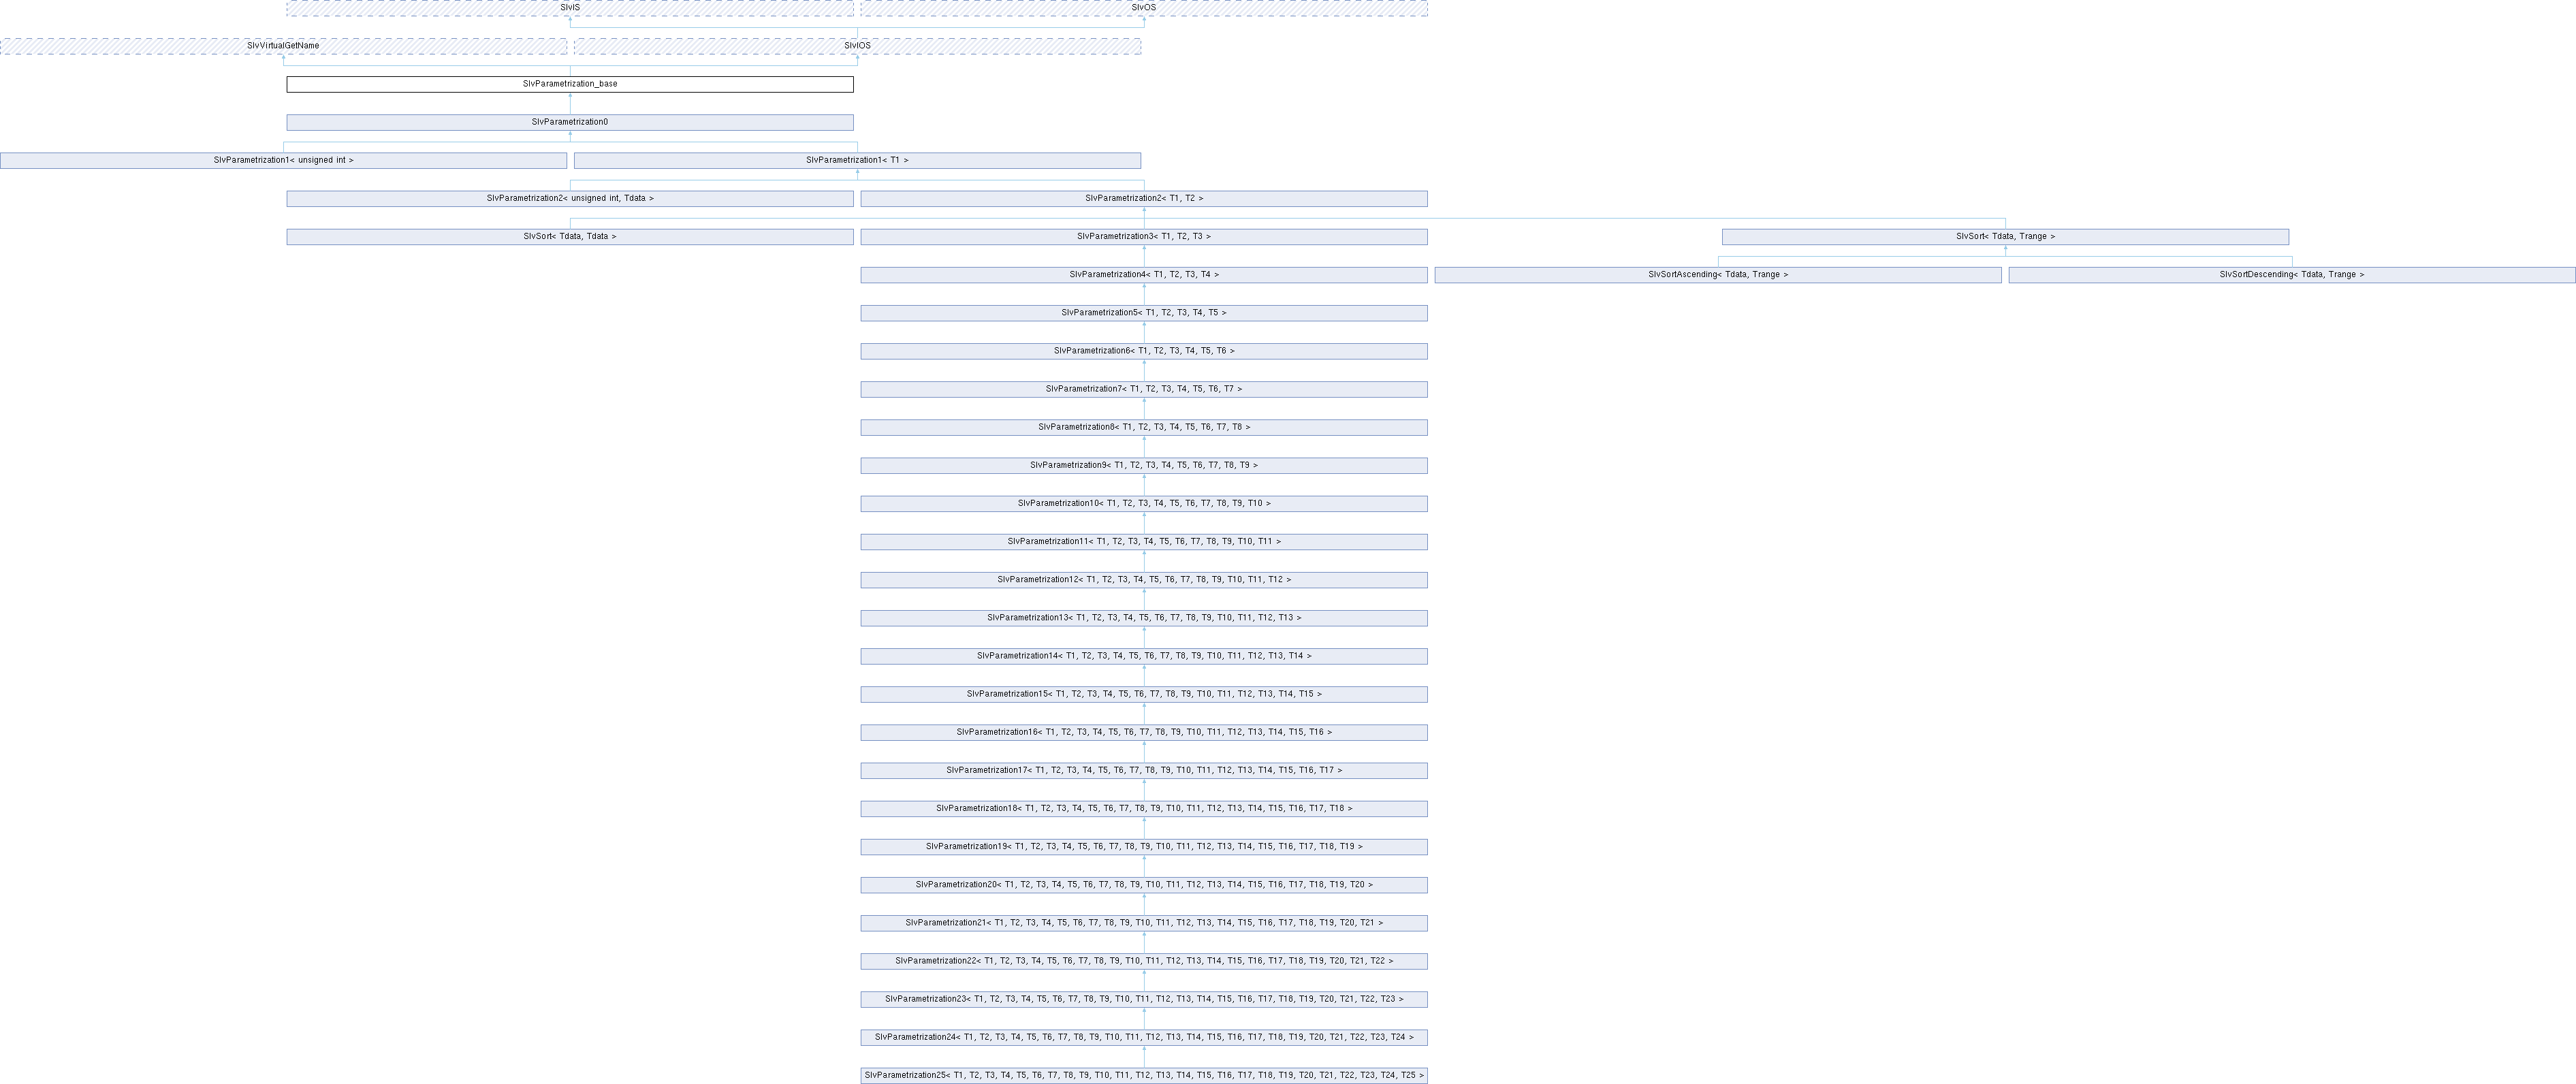 SlvIS
SlvOS
SlvVirtualGetName
SlvIOS
SlvParametrization_base
SlvParametrization0
SlvParametrization1< unsigned int >
SlvParametrization1< T1 >
SlvParametrization2< unsigned int, Tdata >
SlvParametrization2< T1, T2 >
SlvSort< Tdata, Tdata >
SlvParametrization3< T1, T2, T3 >
SlvSort< Tdata, Trange >
SlvParametrization4< T1, T2, T3, T4 >
SlvSortAscending< Tdata, Trange >
SlvSortDescending< Tdata, Trange >
SlvParametrization5< T1, T2, T3, T4, T5 >
SlvParametrization6< T1, T2, T3, T4, T5, T6 >
SlvParametrization7< T1, T2, T3, T4, T5, T6, T7 >
SlvParametrization8< T1, T2, T3, T4, T5, T6, T7, T8 >
SlvParametrization9< T1, T2, T3, T4, T5, T6, T7, T8, T9 >
SlvParametrization10< T1, T2, T3, T4, T5, T6, T7, T8, T9, T10 >
SlvParametrization11< T1, T2, T3, T4, T5, T6, T7, T8, T9, T10, T11 >
SlvParametrization12< T1, T2, T3, T4, T5, T6, T7, T8, T9, T10, T11, T12 >
SlvParametrization13< T1, T2, T3, T4, T5, T6, T7, T8, T9, T10, T11, T12, T13 >
SlvParametrization14< T1, T2, T3, T4, T5, T6, T7, T8, T9, T10, T11, T12, T13, T14 >
SlvParametrization15< T1, T2, T3, T4, T5, T6, T7, T8, T9, T10, T11, T12, T13, T14, T15 >
SlvParametrization16< T1, T2, T3, T4, T5, T6, T7, T8, T9, T10, T11, T12, T13, T14, T15, T16 >
SlvParametrization17< T1, T2, T3, T4, T5, T6, T7, T8, T9, T10, T11, T12, T13, T14, T15, T16, T17 >
SlvParametrization18< T1, T2, T3, T4, T5, T6, T7, T8, T9, T10, T11, T12, T13, T14, T15, T16, T17, T18 >
SlvParametrization19< T1, T2, T3, T4, T5, T6, T7, T8, T9, T10, T11, T12, T13, T14, T15, T16, T17, T18, T19 >
SlvParametrization20< T1, T2, T3, T4, T5, T6, T7, T8, T9, T10, T11, T12, T13, T14, T15, T16, T17, T18, T19, T20 >
SlvParametrization21< T1, T2, T3, T4, T5, T6, T7, T8, T9, T10, T11, T12, T13, T14, T15, T16, T17, T18, T19, T20, T21 >
SlvParametrization22< T1, T2, T3, T4, T5, T6, T7, T8, T9, T10, T11, T12, T13, T14, T15, T16, T17, T18, T19, T20, T21, T22 >
SlvParametrization23< T1, T2, T3, T4, T5, T6, T7, T8, T9, T10, T11, T12, T13, T14, T15, T16, T17, T18, T19, T20, T21, T22, T23 >
SlvParametrization24< T1, T2, T3, T4, T5, T6, T7, T8, T9, T10, T11, T12, T13, T14, T15, T16, T17, T18, T19, T20, T21, T22, T23, T24 >
SlvParametrization25< T1, T2, T3, T4, T5, T6, T7, T8, T9, T10, T11, T12, T13, T14, T15, T16, T17, T18, T19, T20, T21, T22, T23, T24, T25 >